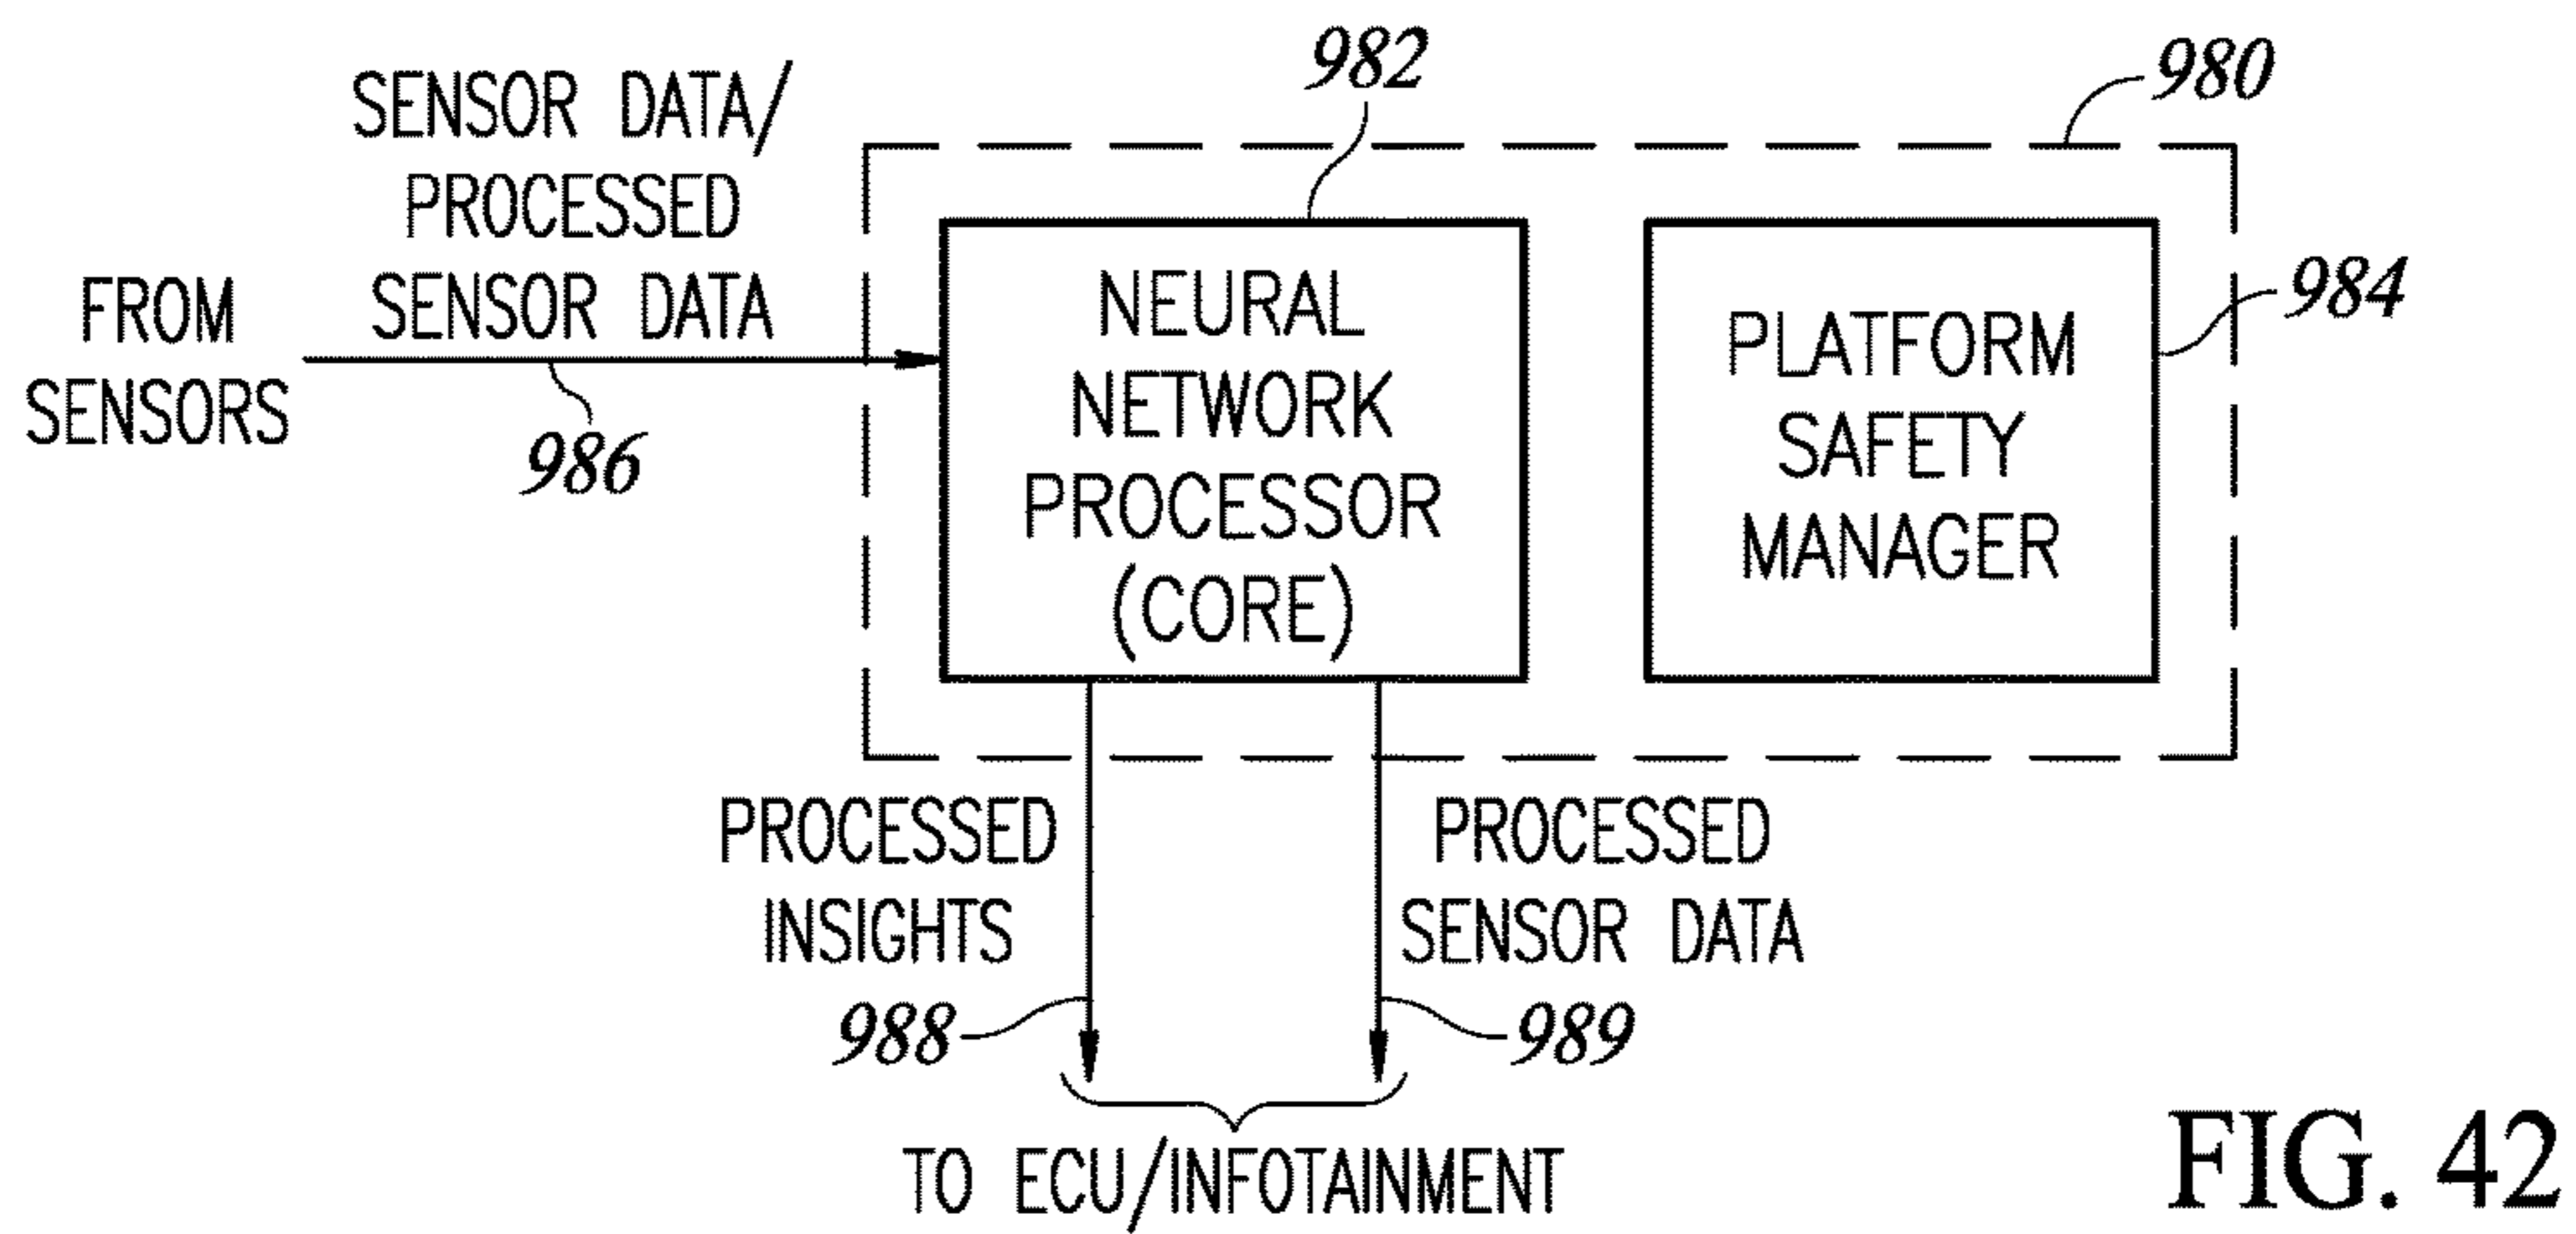 982
980
SENSOR DATA/
PROCESSED
SENSOR DATA
FROM
SENSORS
986
NEURAL
NETWORK
PROCESSOR
(CORE)
PLATFORM
SAFETY
MANAGER
984
PROCESSED
INSIGHTS
988
PROCESSED
SENSOR DATA
989
TO ECU/INFOTAINMENT
FIG. 42